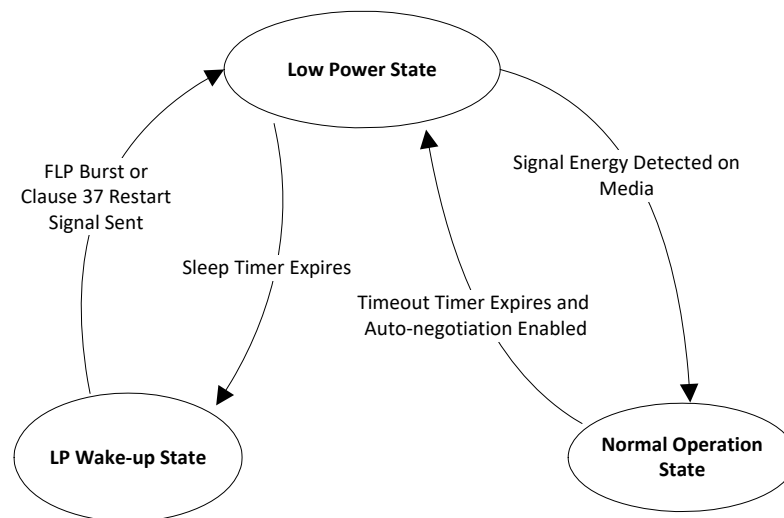 Low Power State
FLP Burst or
Clause 37 Restart
Signal Sent
Signal Energy Detected on
Media
Sleep Timer Expires
Timeout Timer Expires and
Auto-negotiation Enabled
LP Wake-up State
Normal Operation
State